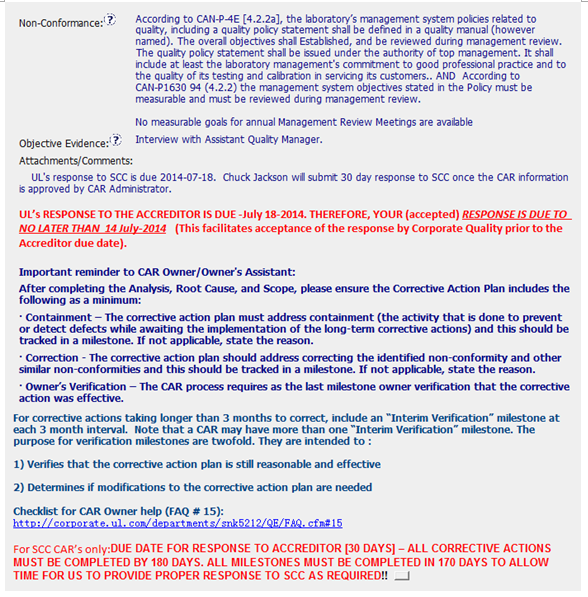 Non-Conformance: ? According to CAN-P-4E [4.2.2a], the laboratory's management system policies related to
quality, including a quality policy statement shall be defined in a quality manual (however
named). The overall objectives shall Established, and be reviewed during management review.
The quality policy statement shall be issued under the authority of top management. It shall
include at least the laboratory management's commitment to good professional practice and to
the quality of its testing and calibration in servicing its customers.. AND  According to
CAN-P1630 94 (4.2.2) the management system objectives stated in the Policy must be
measurable and must be reviewed during management review.
No measurable goals for annual Management Review Meetings are available
Objective Evidence: ? Interview with Assistant Quality Manager.
Attachments/Comments:
UL's response to SCC is due 2014-07-18.  Chuck Jackson will submit 30 day response to SCC once the CAR information
is approved by CAR Administrator.
UL's RESPONSE TO THE ACCREDITOR IS DUE -July 18-2014. THEREFORE, YOUR (accepted) RESPONSE IS DUE TO
NO LATER THAN  14 July-2014   (This facilitates acceptance of the response by Corporate Quality prior to the
Accreditor due date).
Important reminder to CAR Owner/Owner's Assistant:
After completing the Analysis, Root Cause, and Scope, please ensure the Corrective Action Plan includes the
following as a minimum:
· Containment – The corrective action plan must address containment (the activity that is done to prevent
or detect defects while awaiting the implementation of the long-term corrective actions) and this should be
tracked in a milestone. If not applicable, state the reason.
· Correction - The corrective action plan should address correcting the identified non-conformity and other
similar non-conformities and this should be tracked in a milestone. If not applicable, state the reason.
· Owner's Verification – The CAR process requires as the last milestone owner verification that the corrective
action was effective.
For corrective actions taking longer than 3 months to correct, include an "Interim Verification" milestone at
each 3 month interval.  Note that a CAR may have more than one "Interim Verification" milestone. The
purpose for verification milestones are twofold. They are intended to :
1) Verifies that the corrective action plan is still reasonable and effective
2) Determines if modifications to the corrective action plan are needed
Checklist for CAR Owner help (FAQ # 15):
http://corporate.ul.com/departments/snk5212/QE/FAQ.cfm#15
For SCC CAR's only:DUE DATE FOR RESPONSE TO ACCREDITOR [30 DAYS] – ALL CORRECTIVE ACTIONS
MUST BE COMPLETED BY 180 DAYS. ALL MILESTONES MUST BE COMPLETED IN 170 DAYS TO ALLOW
TIME FOR US TO PROVIDE PROPER RESPONSE TO SCC AS REQUIRED!!